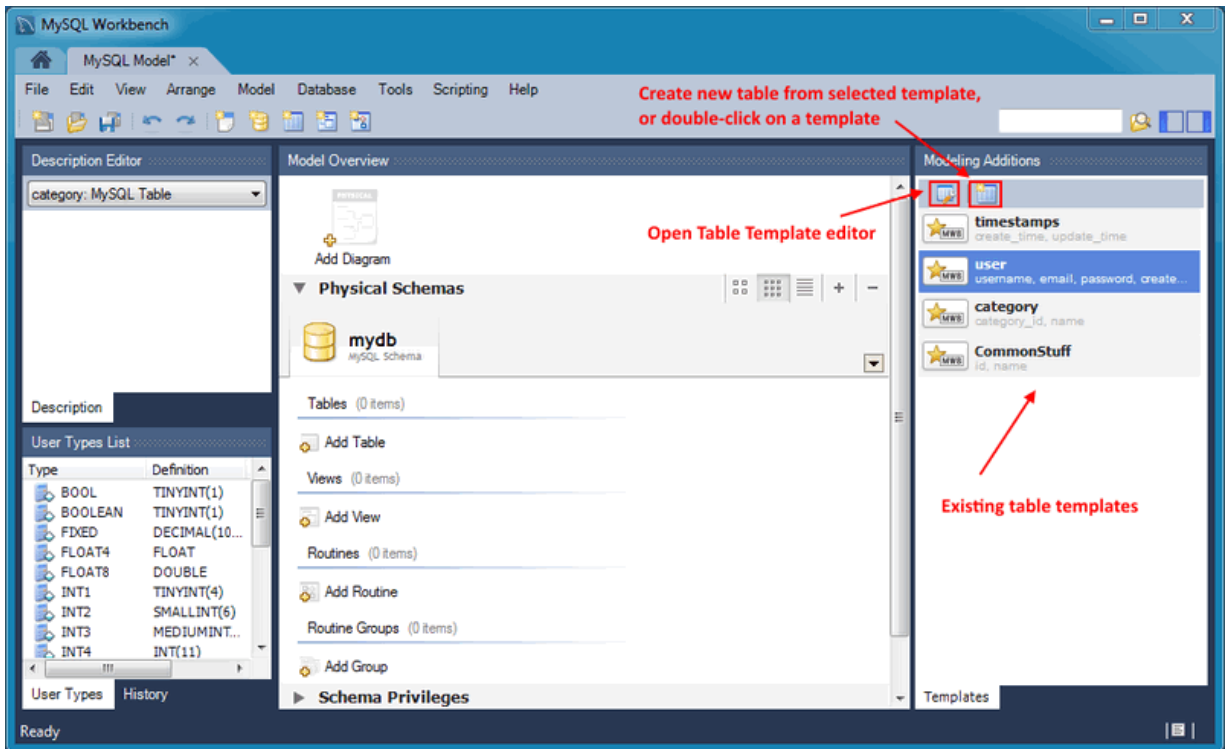 MySQL Workbench
MySQL Model* ×
File Edit View Arrange Model Database Tools Scripting Help
Create new table from selected template,
or double-click on a template
Description Editor
category: MySQL Table
Description
User Types List
Type Definition
BOOL TINYINT(1)
BOOLEAN TINYINT(1)
FIXED DECIMAL(10...
FLOAT4 FLOAT
FLOAT8 DOUBLE
INT1 TINYINT(4)
INT2 SMALLINT(6)
INT3 MEDIUMINT...
INT4 INT(11)
User Types History
Model Overview
PHYSICAL
Add Diagram
Open Table Template editor
Physical Schemas
mydb
MySQL Schema
Tables (0 items)
Add Table
Views (0 items)
Add View
Routines (0 items)
Add Routine
Routine Groups (0 items)
Add Group
Schema Privileges
Modeling Additions
MWB
timestamps
create_time, update_time
MWB
user
username, email, password, create...
MWB
category
category_id, name
MWB
CommonStuff
id, name
Existing table templates
Templates
Ready